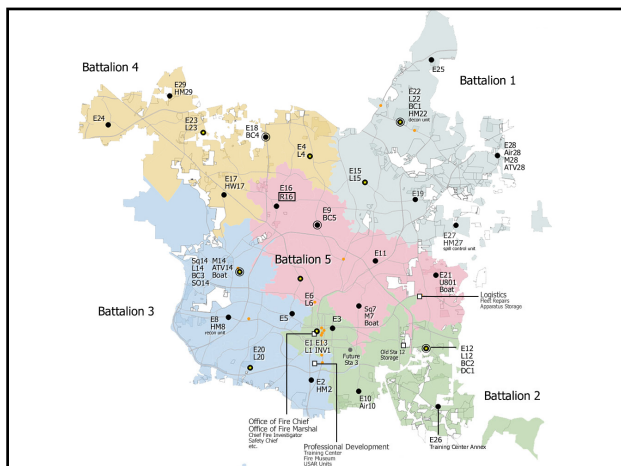 Battalion 4
Battalion 1
E25
E29
HM29
E22
L22
BC1
HM22
decon unit
E24
E23
L23
E18
BC4
E4
L4
E28
Air28
M28
ATV28
E15
L15
E17
HW17
E16
R16
E19
E9
BC5
E27
HM27
spill control unit
Sq14
L14
BC3
SO14
M14
ATV14
Boat
Battalion 5
E11
E21
U801
Boat
Logistics
Fleet Repairs
Apparatus Storage
Battalion 3
E6
L6
E8
HM8
recon unit
E5
E3
Sq7
M7
Boat
E1 E13
L1 INV1
Future
Sta 3
Old Sta 12
Storage
E12
L12
BC2
DC1
E20
L20
E2
HM2
E10
Air10
Battalion 2
Office of Fire Chief
Office of Fire Marshal
Chief Fire Investigator
Safety Chief
etc.
Professional Development
Training Center
Fire Museum
USAR Units
E26
Training Center Annex